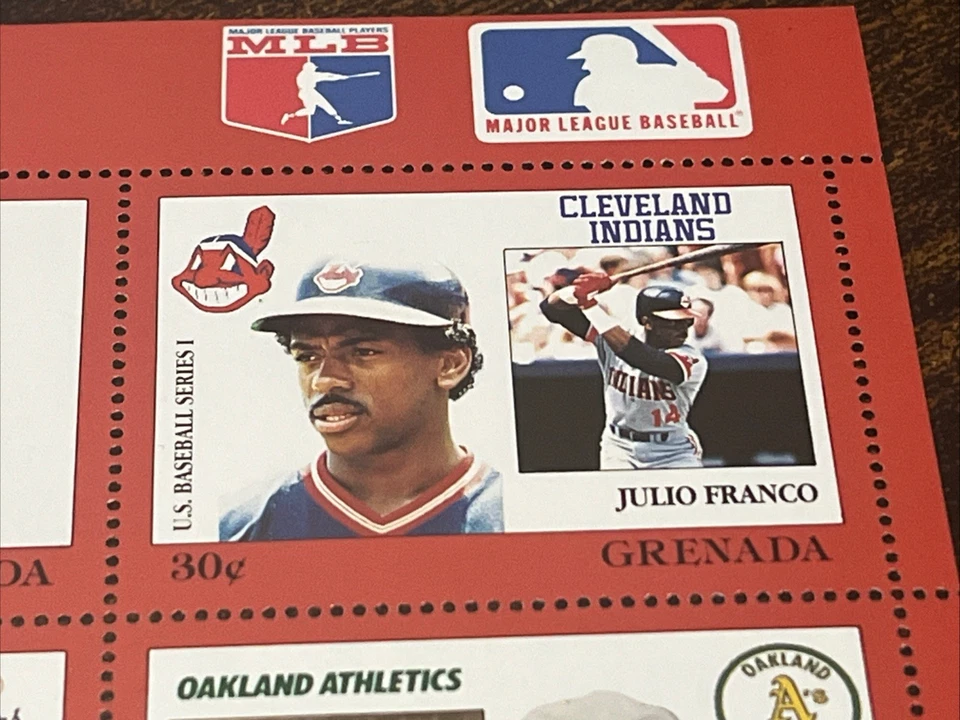 MAJOR LEAGUE BASEBALL PLAYERS
MLB
MAJOR LEAGUE BASEBALL
CLEVELAND
INDIANS
U.S. BASEBALL SERIES I
INDIANS
14
JULIO FRANCO
DA
30¢
GRENADA
OAKLAND ATHLETICS
OAKLAND
A's